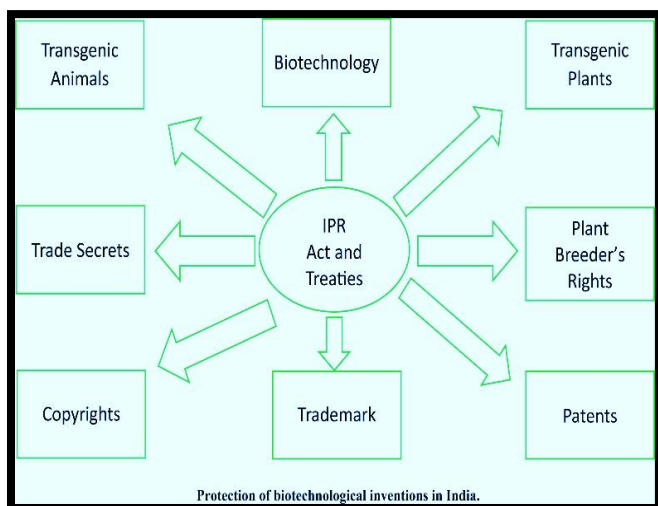 Transgenic
Animals
Biotechnology
Transgenic
Plants
Trade Secrets
IPR
Act and
Treaties
Plant
Breeder's
Rights
Copyrights
Trademark
Patents
Protection of biotechnological inventions in India.